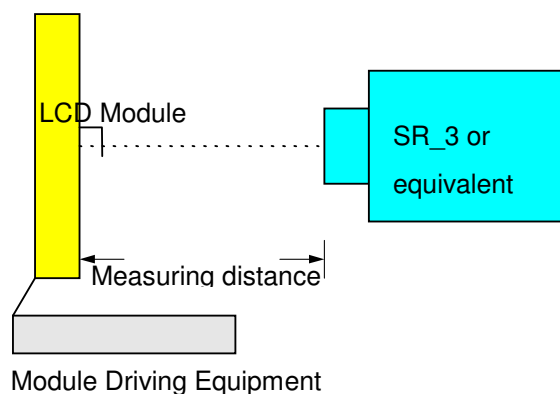 LCD Module
SR_3 or
equivalent
Measuring distance
Module Driving Equipment